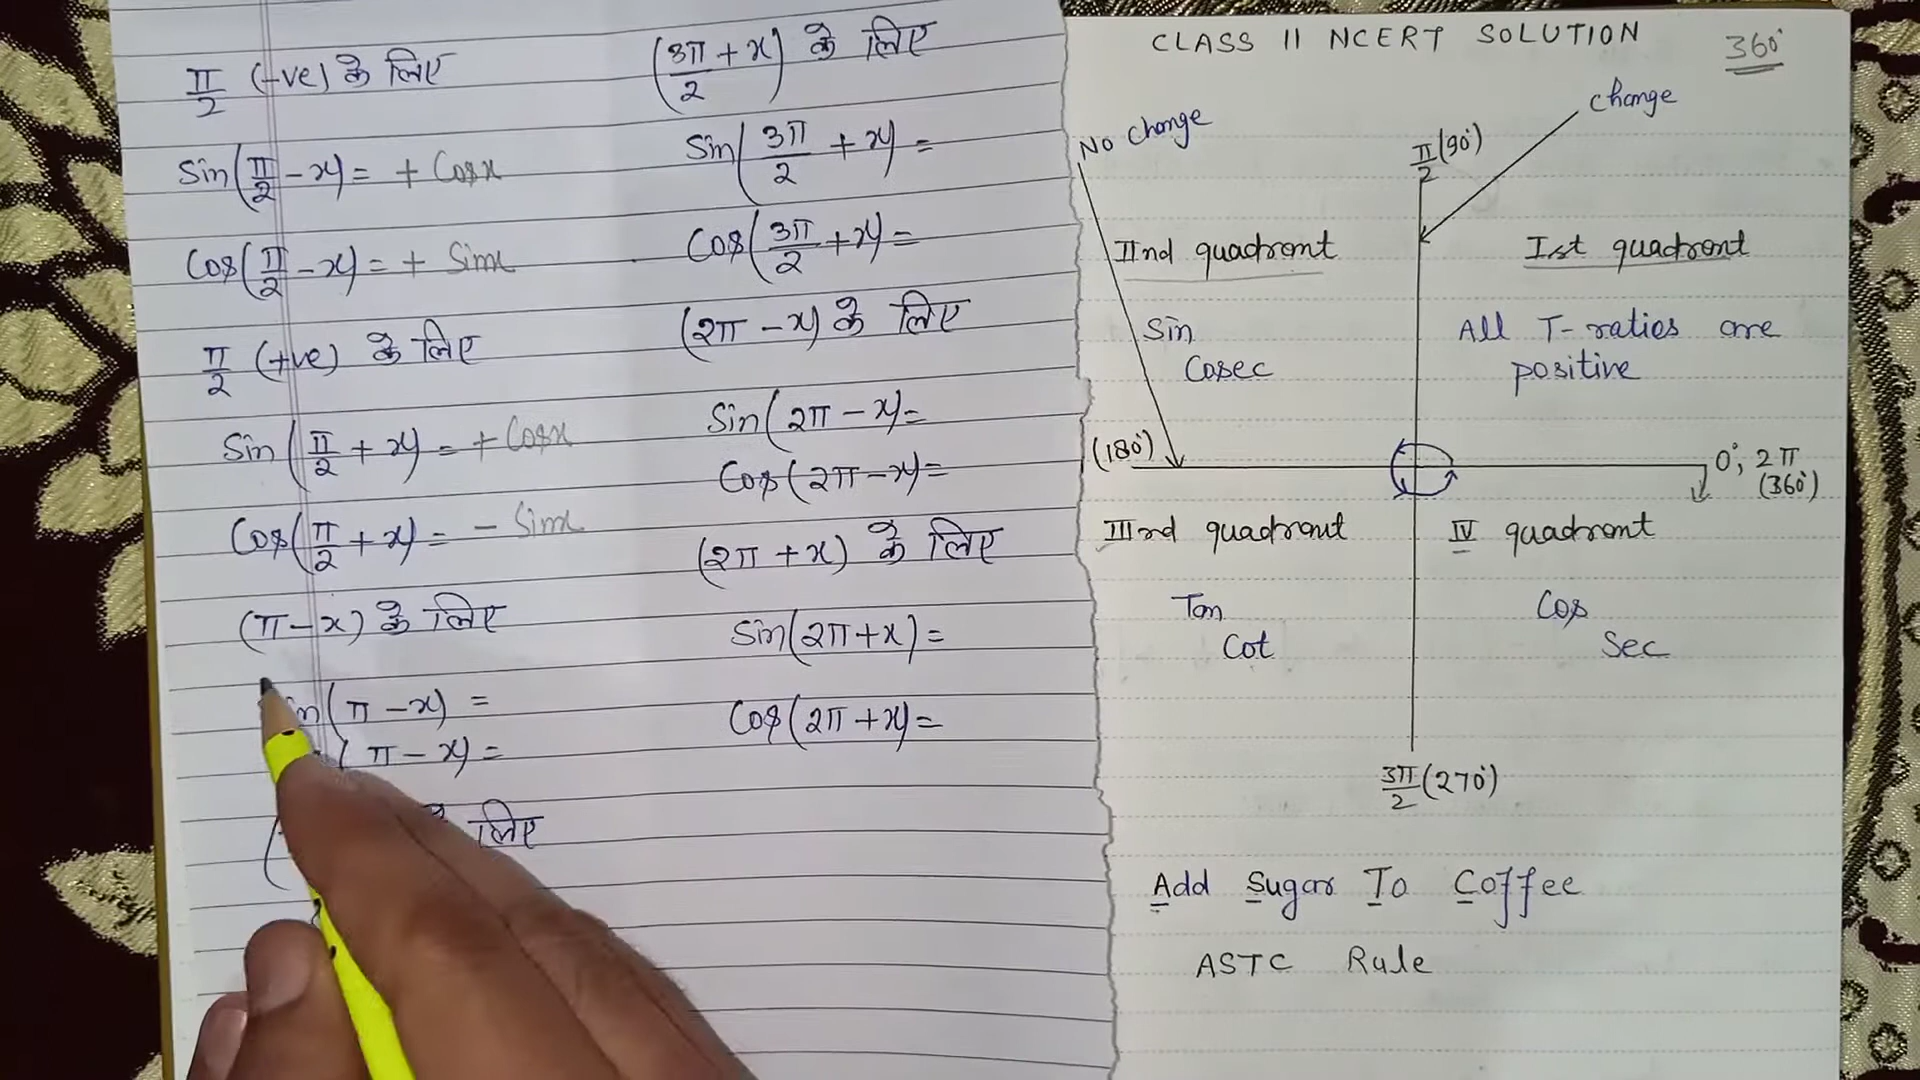 π/2 (-ve) के लिए
Sin(π/2 - x) = + Cosx
Cos(π/2 - x) = + Sinx
π/2 (+ve) के लिए
Sin(π/2 + x) = + Cosx
Cos(π/2 + x) = - Sinx
(π - x) के लिए
(π - x) =
(π - x) =
लिए
(3π/2 + x) के लिए
Sin(3π/2 + x) =
Cos(3π/2 + x) =
(2π - x) के लिए
Sin(2π - x) =
Cos(2π - x) =
(2π + x) के लिए
Sin(2π + x) =
Cos(2π + x) =
CLASS 11 NCERT SOLUTION
360°
Change
No Change
π/2 (90°)
IInd quadrant
Ist quadrant
Sin
Cosec
All T-ratios are
positive
(180°)
0°, 2π
(360°)
IIIrd quadrant
IV quadrant
Tan
Cot
Cos
Sec
3π/2 (270°)
Add Sugar To Coffee
ASTC Rule